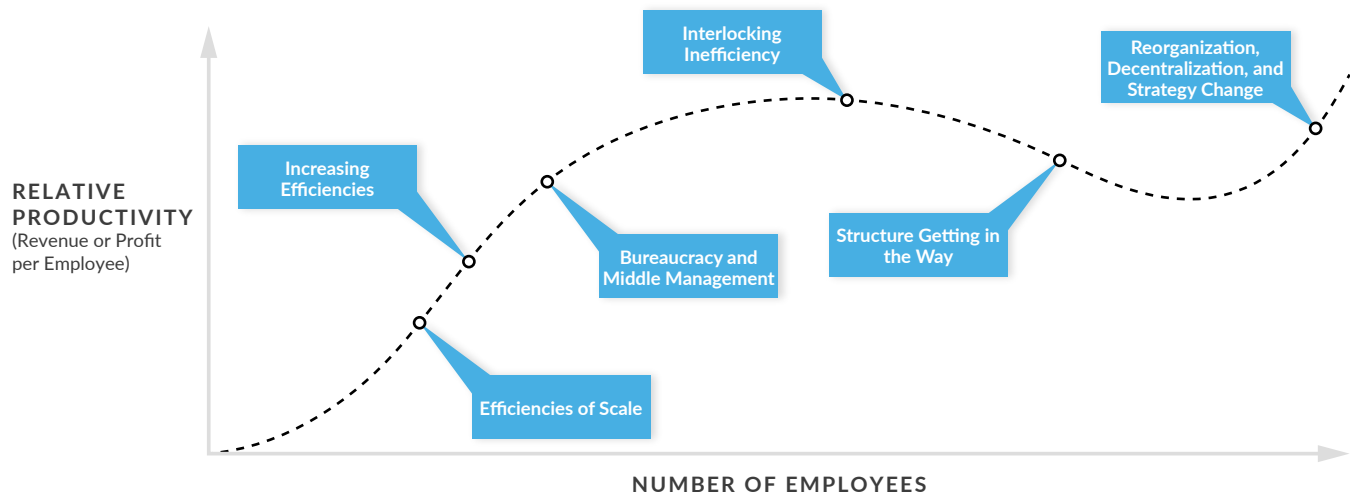 Interlocking
Inefficiency
Reorganization,
Decentralization, and
Strategy Change
Increasing
Efficiencies
RELATIVE
PRODUCTIVITY
(Revenue or Profit
per Employee)
Bureaucracy and
Middle Management
Structure Getting in
the Way
Efficiencies of Scale
NUMBER OF EMPLOYEES